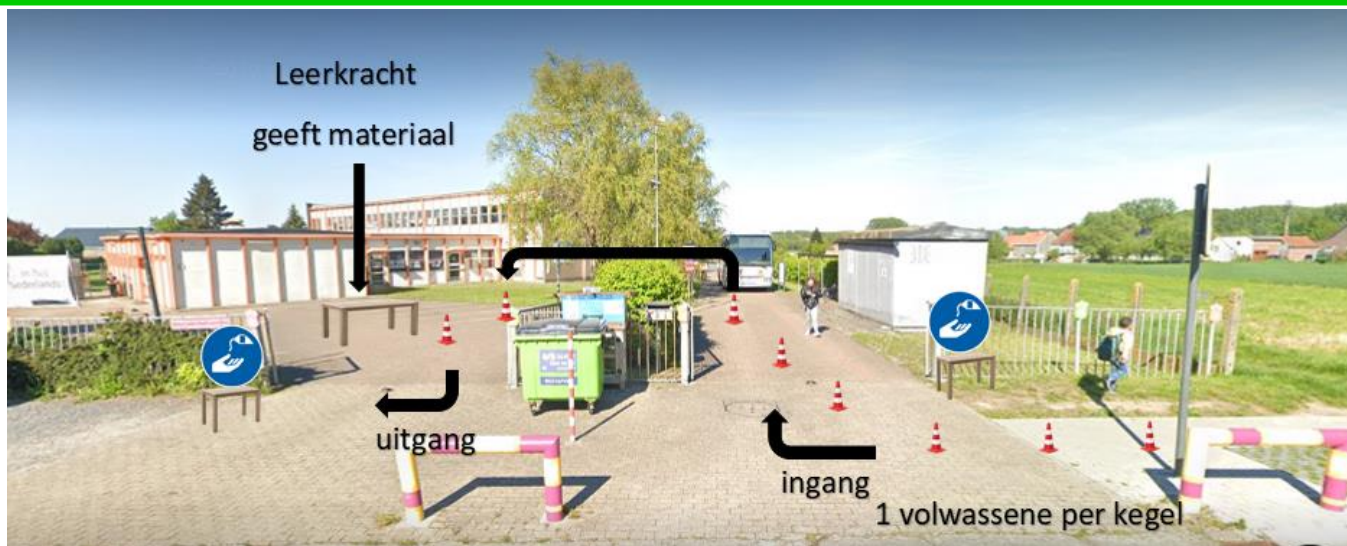 Leerkracht
geeft materiaal
uitgang
ingang
1 volwassene per kegel